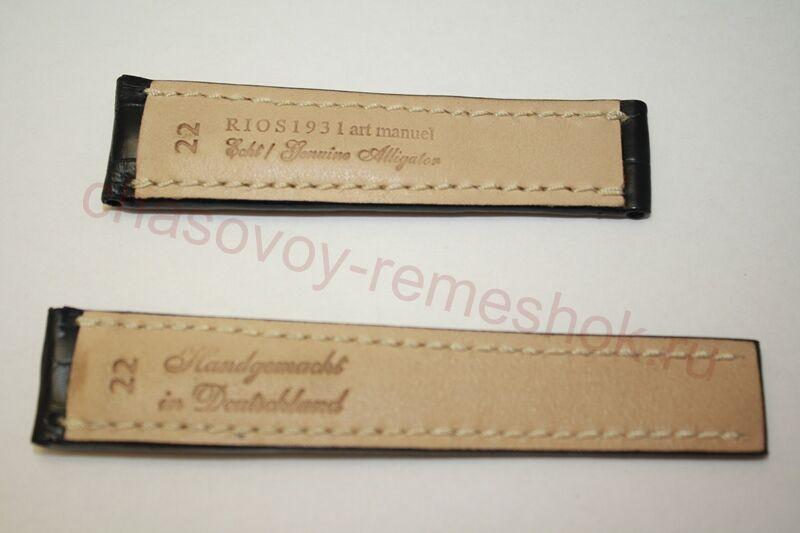 22
RIOS1931 art manuel
Echt / Genuine Alligator
chasovoy-remeshok.ru
22
Handgemacht
in Deutschland